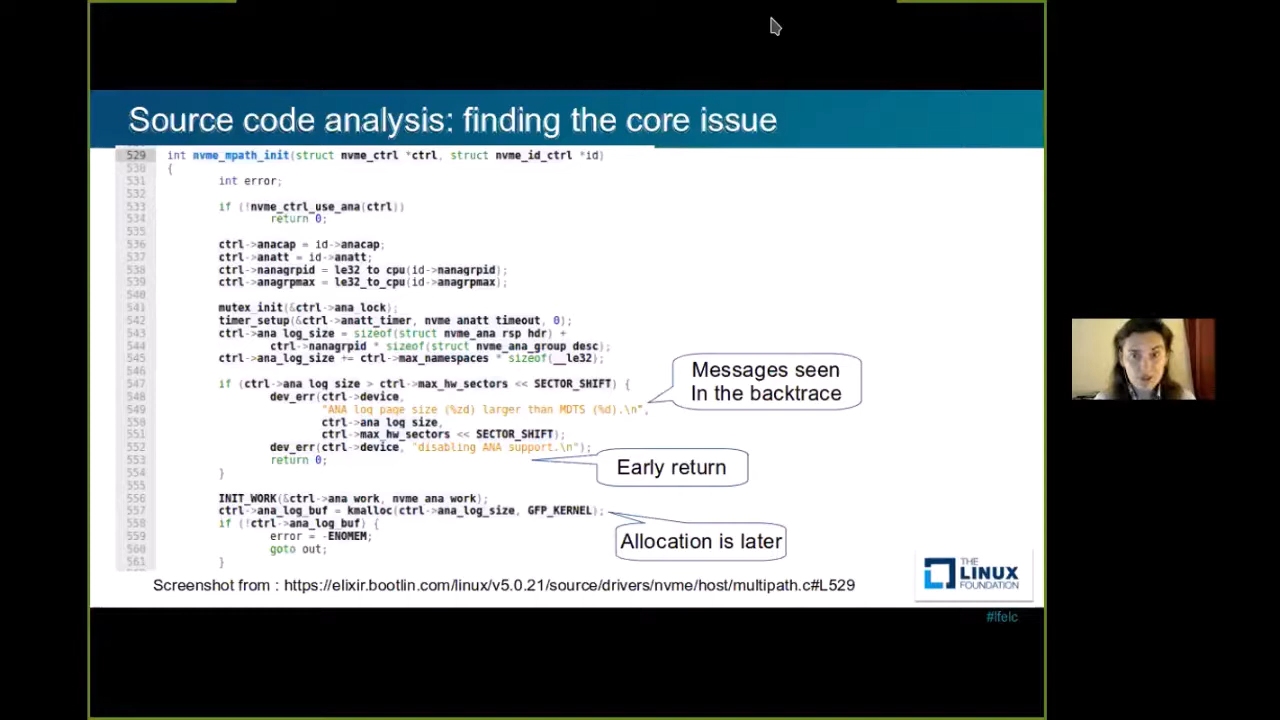 Source code analysis: finding the core issue
529 int nvme_mpath_init(struct nvme_ctrl *ctrl, struct nvme_id_ctrl *id)
530 {
531 int error;
532
533 if (!nvme_ctrl_use_ana(ctrl))
534 return 0;
535
536 ctrl->anacap = id->anacap;
537 ctrl->anatt = id->anatt;
538 ctrl->nanagrpid = le32_to_cpu(id->nanagrpid);
539 ctrl->anagrpmax = le32_to_cpu(id->anagrpmax);
540
541 mutex_init(&ctrl->ana_lock);
542 timer_setup(&ctrl->anatt_timer, nvme_anatt_timeout, 0);
543 ctrl->ana_log_size = sizeof(struct nvme_ana_rsp_hdr) +
544 ctrl->nanagrpid * sizeof(struct nvme_ana_group_desc);
545 ctrl->ana_log_size += ctrl->max_namespaces * sizeof(__le32);
546
547 if (ctrl->ana_log_size > ctrl->max_hw_sectors << SECTOR_SHIFT) {
548 dev_err(ctrl->device,
549 "ANA log page size (%zd) larger than MDTS (%d).\n",
550 ctrl->ana_log_size,
551 ctrl->max_hw_sectors << SECTOR_SHIFT);
552 dev_err(ctrl->device, "disabling ANA support.\n");
553 return 0;
554 }
555
556 INIT_WORK(&ctrl->ana_work, nvme_ana_work);
557 ctrl->ana_log_buf = kmalloc(ctrl->ana_log_size, GFP_KERNEL);
558 if (!ctrl->ana_log_buf) {
559 error = -ENOMEM;
560 goto out;
561 }
Messages seen
In the backtrace
Early return
Allocation is later
Screenshot from : https://elixir.bootlin.com/linux/v5.0.21/source/drivers/nvme/host/multipath.c#L529
THE
LINUX
FOUNDATION
#lfelc